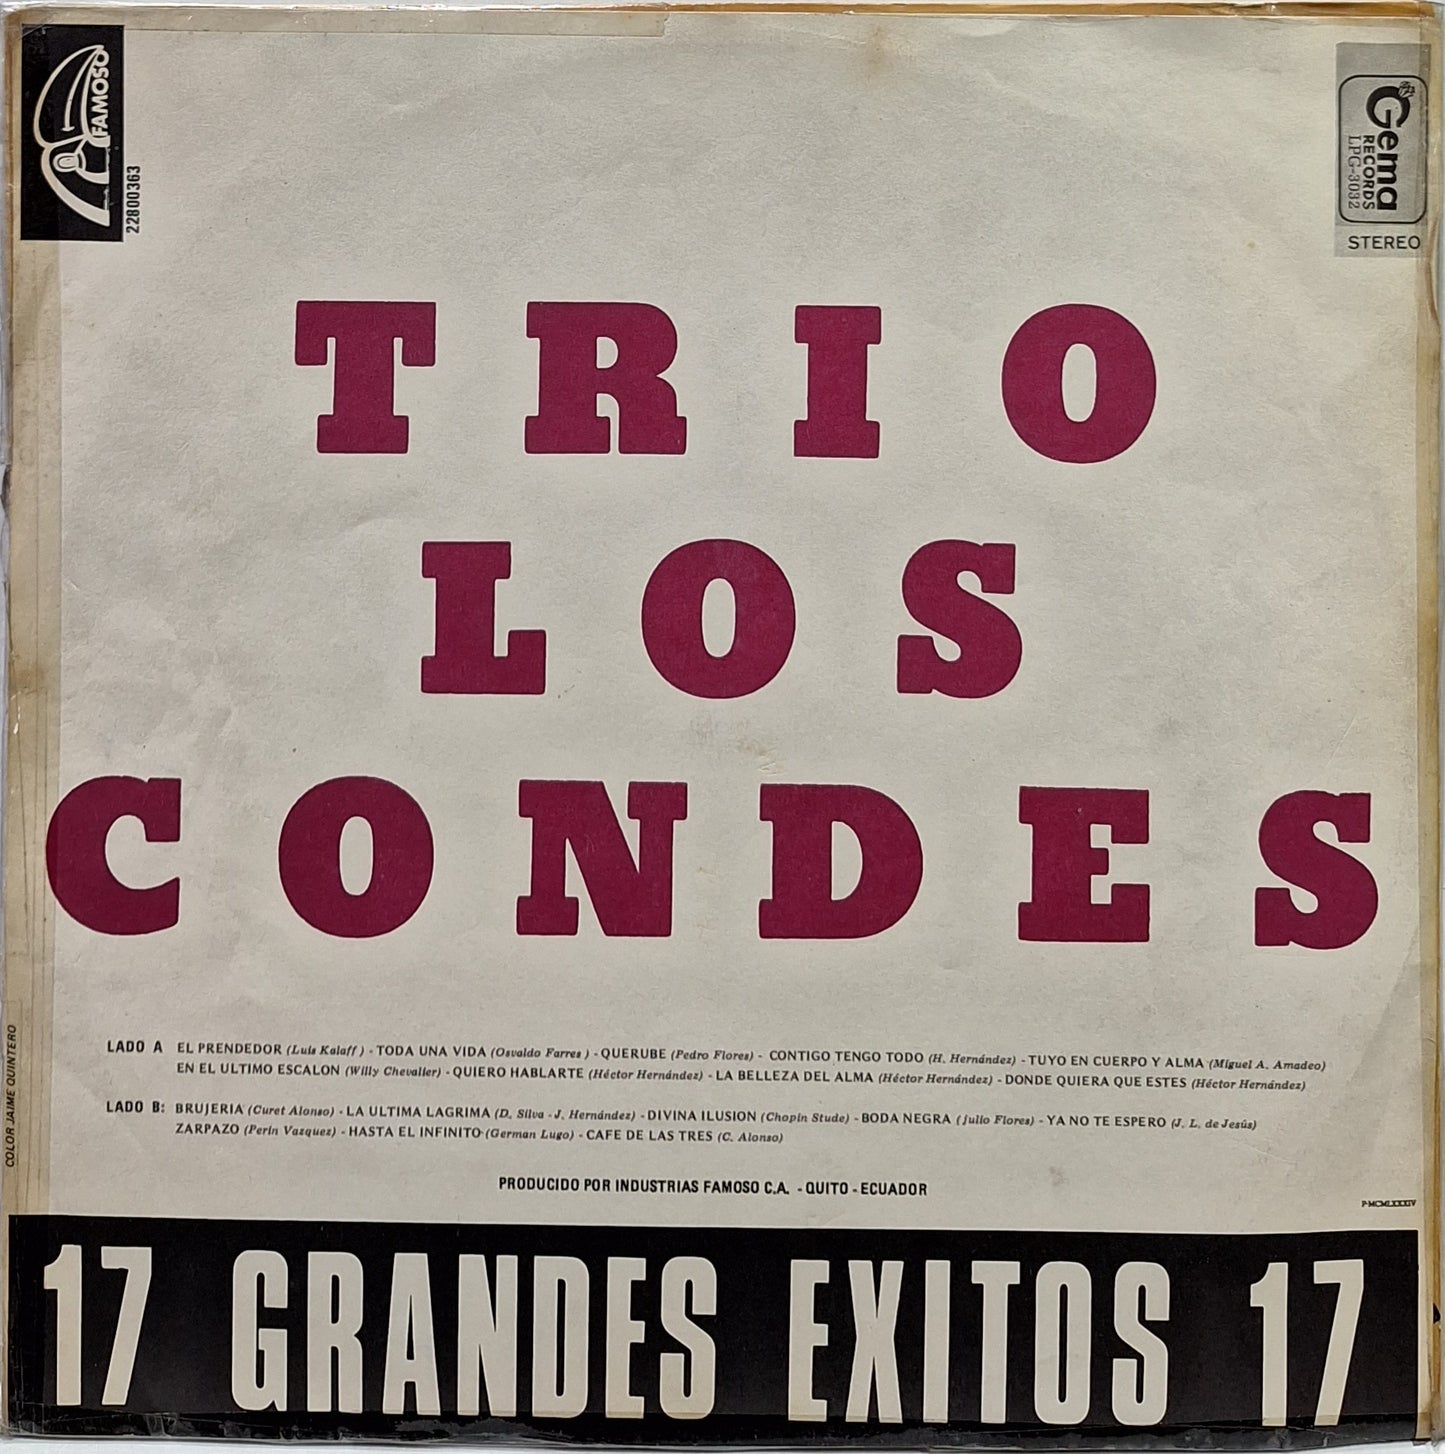 FAMOSO
22800363
Gema
RECORDS
LPG-3032
STEREO
TRIO
LOS
CONDES
LADO A EL PRENDEDOR (Luis Kalaff) - TODA UNA VIDA (Osvaldo Farres) - QUERUBE (Pedro Flores) - CONTIGO TENGO TODO (H. Hernández) - TUYO EN CUERPO Y ALMA (Miguel A. Amadeo)
EN EL ULTIMO ESCALON (Willy Chevalier) - QUIERO HABLARTE (Héctor Hernández) - LA BELLEZA DEL ALMA (Héctor Hernández) - DONDE QUIERA QUE ESTES (Héctor Hernández)
LADO B: BRUJERIA (Curet Alonso) - LA ULTIMA LAGRIMA (D. Silva - J. Hernández) - DIVINA ILUSION (Chopin Stude) - BODA NEGRA (julio Flores) - YA NO TE ESPERO (J. L. de Jesús)
ZARPAZO (Perin Vazquez) - HASTA EL INFINITO (German Lugo) - CAFE DE LAS TRES (C. Alonso)
COLOR JAIME QUINTERO
PRODUCIDO POR INDUSTRIAS FAMOSO C.A. - QUITO - ECUADOR
P-MCMLXXXIV
17 GRANDES EXITOS 17